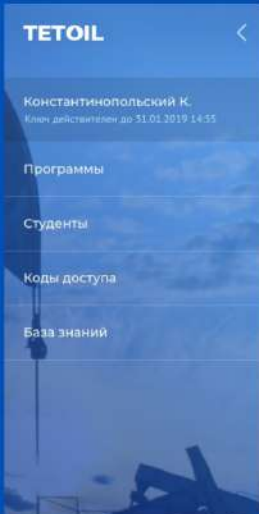 TETOIL
Константинопольский К.
Ключ действителен до 31.01.2019 14:55
Программы
Студенты
Коды доступа
База знаний